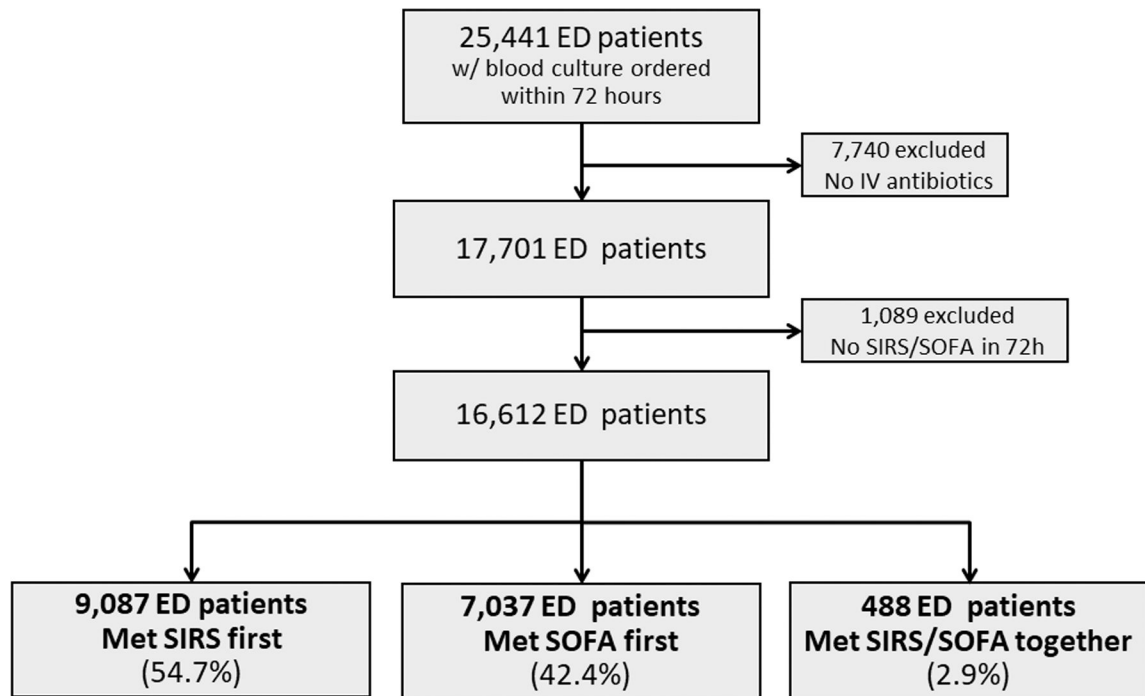 25,441 ED patients
w/ blood culture ordered
within 72 hours
7,740 excluded
No IV antibiotics
17,701 ED patients
1,089 excluded
No SIRS/SOFA in 72h
16,612 ED patients
9,087 ED patients
Met SIRS first
(54.7%)
7,037 ED patients
Met SOFA first
(42.4%)
488 ED patients
Met SIRS/SOFA together
(2.9%)